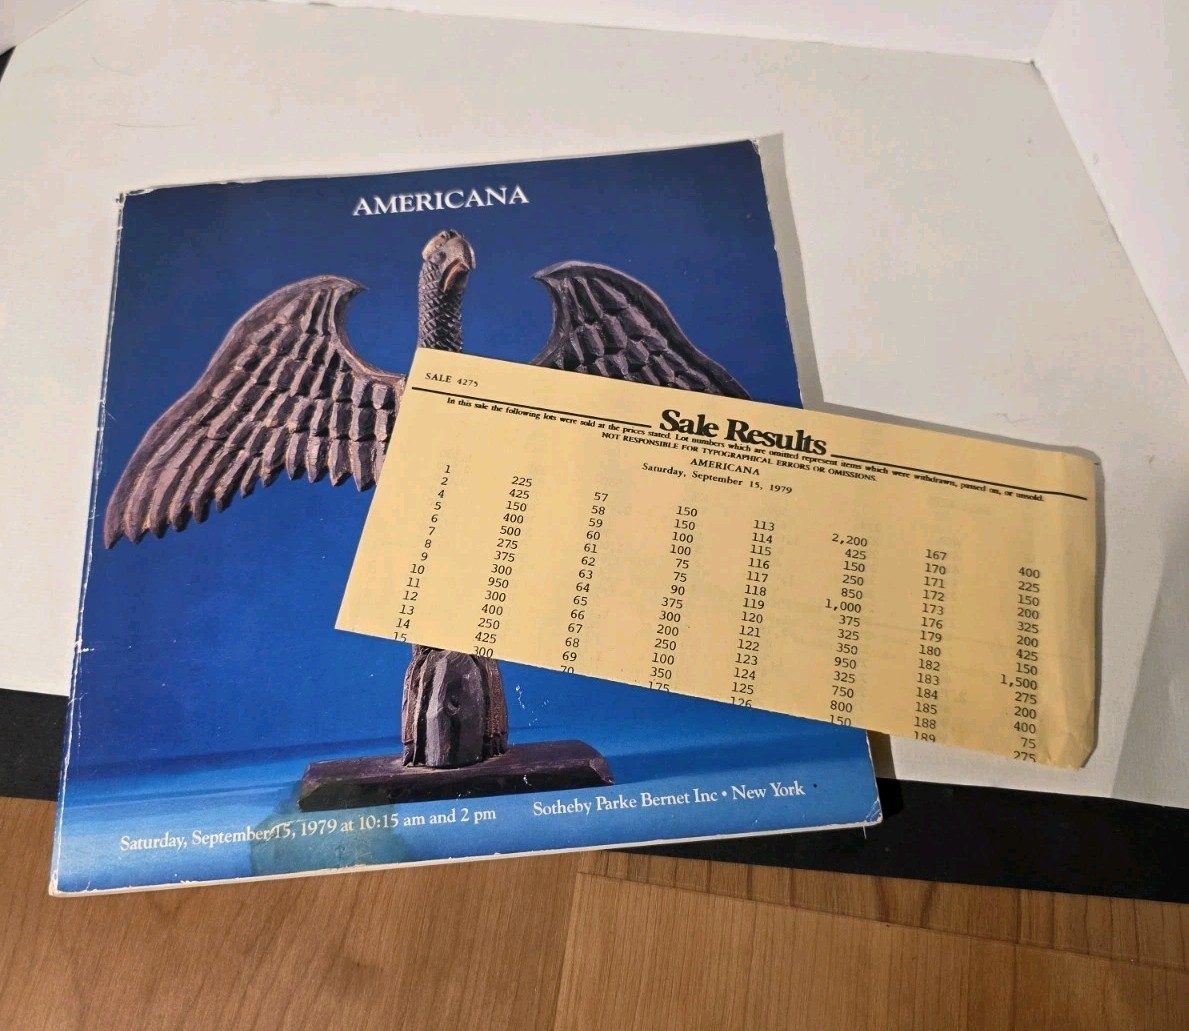 AMERICANA
SALE 4275
Sale Results
In this sale the following lots were sold at the prices stated. Lot numbers which are omitted represent items which were withdrawn, passed on, or unsold.
NOT RESPONSIBLE FOR TYPOGRAPHICAL ERRORS OR OMISSIONS.
AMERICANA
Saturday, September 15, 1979
1 225 57 150 113 2,200 167 400
2 425 58 150 114 425 170 225
4 150 59 100 115 150 171 150
5 400 60 100 116 250 172 200
6 500 61 75 117 850 173 325
7 275 62 75 118 1,000 176 200
8 375 63 90 119 375 179 425
9 300 64 375 120 325 180 150
10 950 65 300 121 350 182 1,500
11 300 66 200 122 950 183 275
12 400 67 250 123 325 184 200
13 250 68 100 124 750 185 400
14 425 69 350 125 800 188 75
15 300 70 175 126 150 189 275
Saturday, September 15, 1979 at 10:15 am and 2 pm
Sotheby Parke Bernet Inc • New York